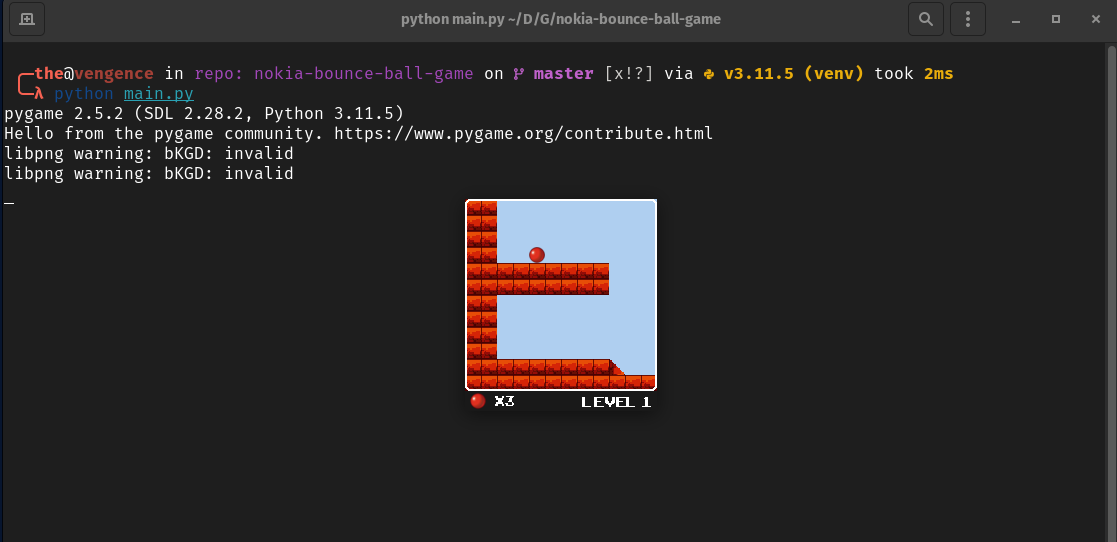 python main.py ~/D/G/nokia-bounce-ball-game
the@vengence in repo: nokia-bounce-ball-game on master [x!?] via v3.11.5 (venv) took 2ms
λ python main.py
pygame 2.5.2 (SDL 2.28.2, Python 3.11.5)
Hello from the pygame community. https://www.pygame.org/contribute.html
libpng warning: bKGD: invalid
libpng warning: bKGD: invalid
X3 LEVEL 1